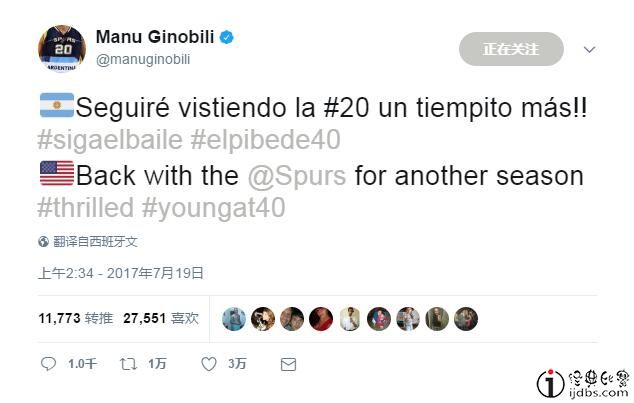 Manu Ginobili
@manuginobili
正在关注
Seguiré vistiendo la #20 un tiempito más!!
#sigaelbaile #elpibede40
Back with the @Spurs for another season
#thrilled #youngat40
翻译自西班牙文
上午2:34 - 2017年7月19日
11,773 转推 27,551 喜欢
1.0千 1万 3万
ijdbs.com